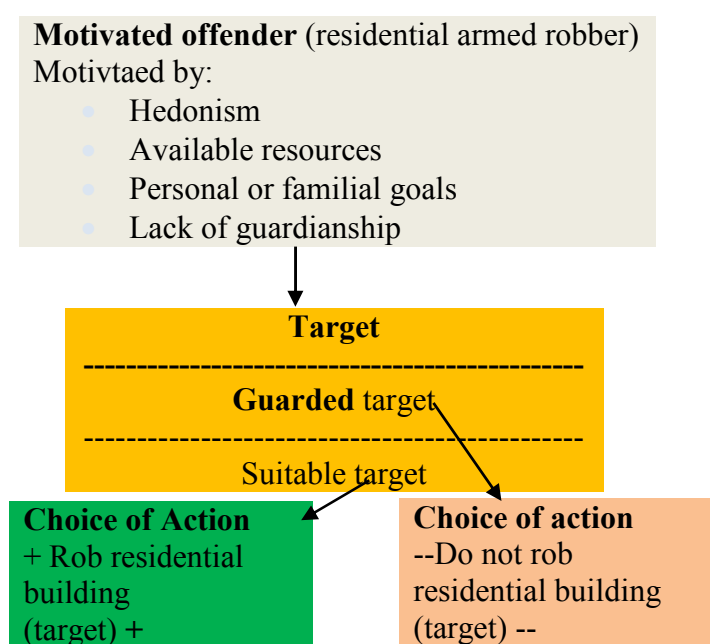 Motivated offender (residential armed robber)
Motivtaed by:
Hedonism
Available resources
Personal or familial goals
Lack of guardianship
Target
-----------------------------------------------
Guarded target
-----------------------------------------------
Suitable target
Choice of Action
+ Rob residential
building
(target) +
Choice of action
--Do not rob
residential building
(target) --